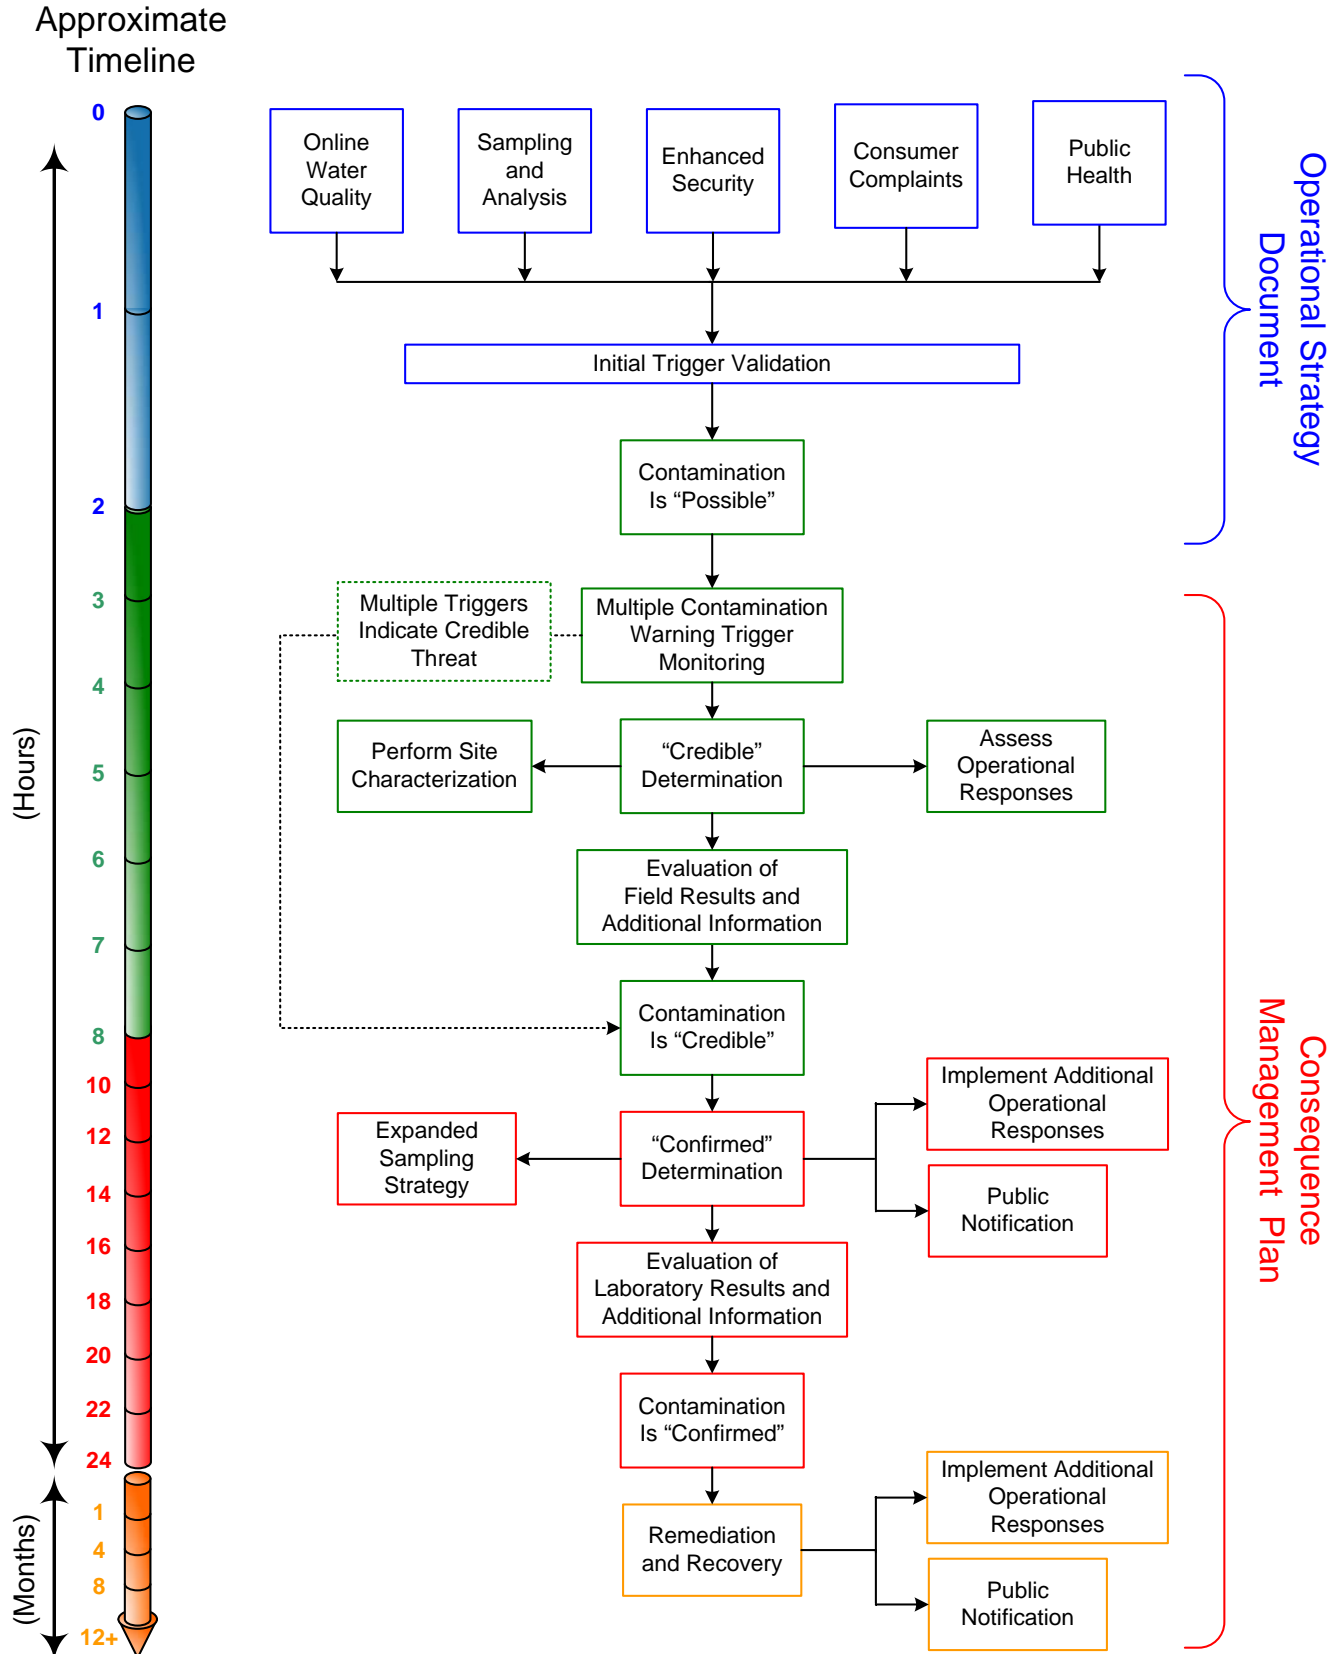 Approximate
Timeline
0
1
2
3
4
5
6
7
8
10
12
14
16
18
20
22
24
1
4
8
12+
(Hours)
(Months)
Online
Water
Quality
Sampling
and
Analysis
Enhanced
Security
Consumer
Complaints
Public
Health
Initial Trigger Validation
Contamination
Is “Possible”
Multiple Triggers
Indicate Credible
Threat
Multiple Contamination
Warning Trigger
Monitoring
Perform Site
Characterization
“Credible”
Determination
Assess
Operational
Responses
Evaluation of
Field Results and
Additional Information
Contamination
Is “Credible”
Expanded
Sampling
Strategy
“Confirmed”
Determination
Implement Additional
Operational
Responses
Public
Notification
Evaluation of
Laboratory Results and
Additional Information
Contamination
Is “Confirmed”
Remediation
and Recovery
Implement Additional
Operational
Responses
Public
Notification
Operational Strategy
Document
Consequence
Management Plan